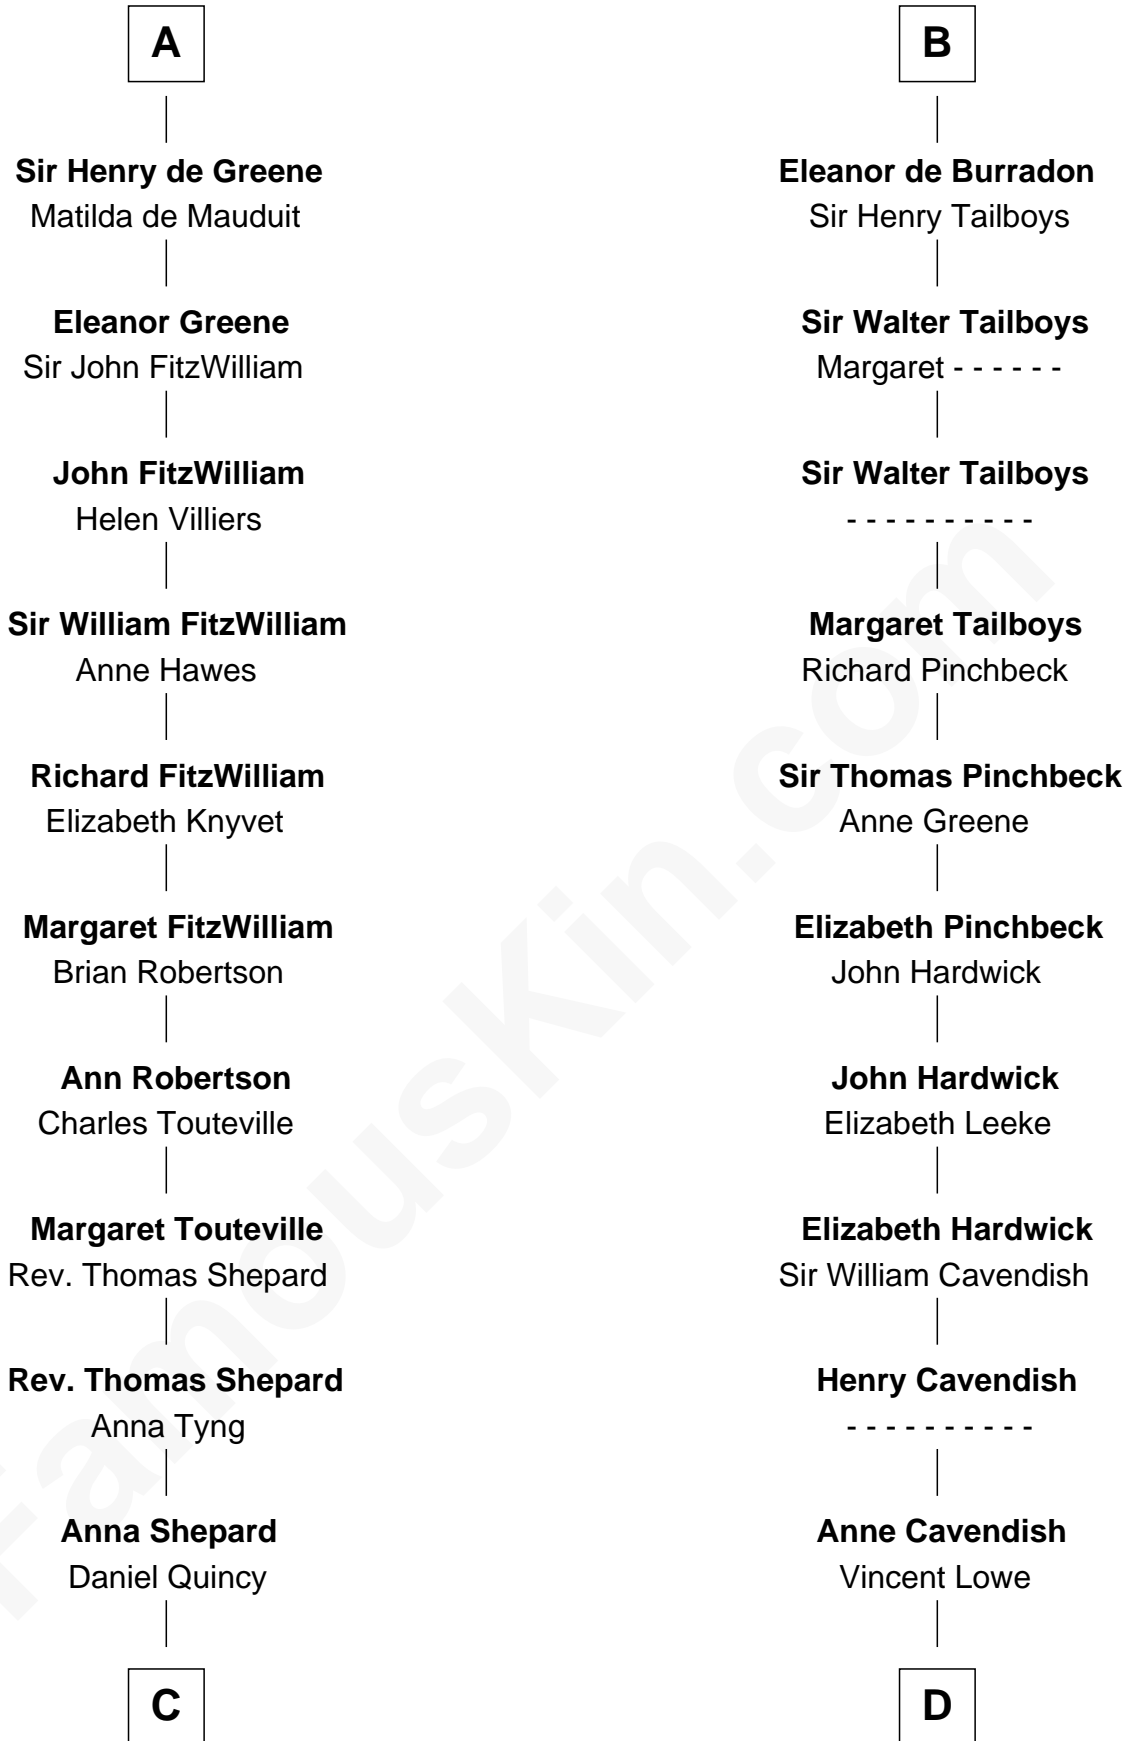 A
Sir Henry de Greene
Matilda de Mauduit
Eleanor Greene
Sir John FitzWilliam
John FitzWilliam
Helen Villiers
Sir William FitzWilliam
Anne Hawes
Richard FitzWilliam
Elizabeth Knyvet
Margaret FitzWilliam
Brian Robertson
Ann Robertson
Charles Touteville
Margaret Touteville
Rev. Thomas Shepard
Rev. Thomas Shepard
Anna Tyng
Anna Shepard
Daniel Quincy
C
B
Eleanor de Burradon
Sir Henry Tailboys
Sir Walter Tailboys
Margaret - - - - - -
Sir Walter Tailboys
- - - - - - - - - -
Margaret Tailboys
Richard Pinchbeck
Sir Thomas Pinchbeck
Anne Greene
Elizabeth Pinchbeck
John Hardwick
John Hardwick
Elizabeth Leeke
Elizabeth Hardwick
Sir William Cavendish
Henry Cavendish
- - - - - - - - - -
Anne Cavendish
Vincent Lowe
D
FamousKin.com